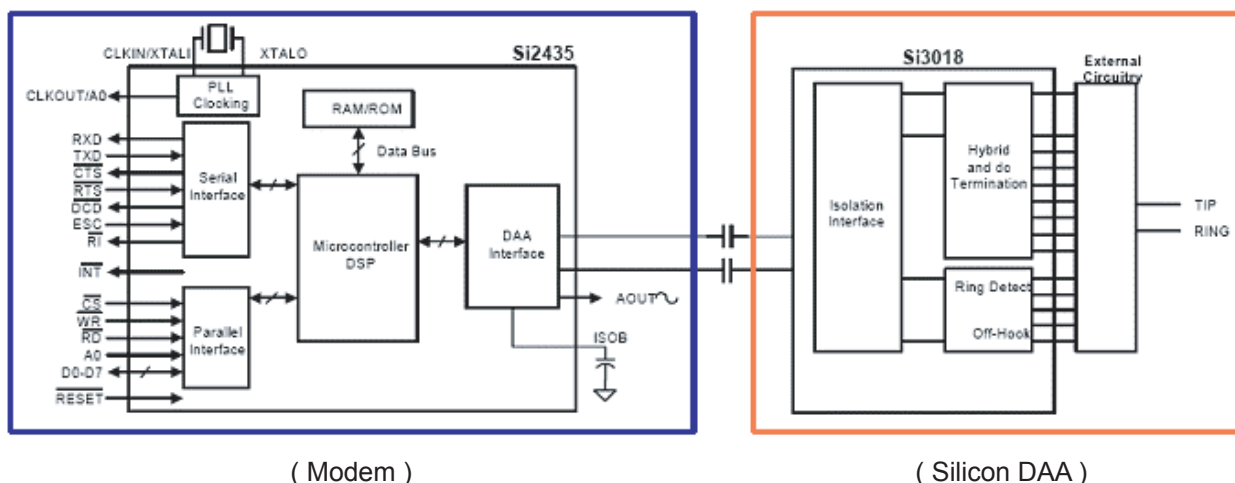 CLKIN/XTALI
XTALO
Si2435
PLL
Clocking
CLKOUT/A0
RAM/ROM
RXD
TXD
CTS
RTS
DCD
ESC
RI
INT
CS
WR
RD
A0
D0-D7
RESET
Serial
Interface
Parallel
Interface
Data Bus
Microcontroller
DSP
DAA
Interface
AOUT
ISOB
Si3018
External
Circuitry
Isolation
Interface
Hybrid
and dc
Termination
Ring Detect
Off-Hook
TIP
RING
( Modem )
( Silicon DAA )